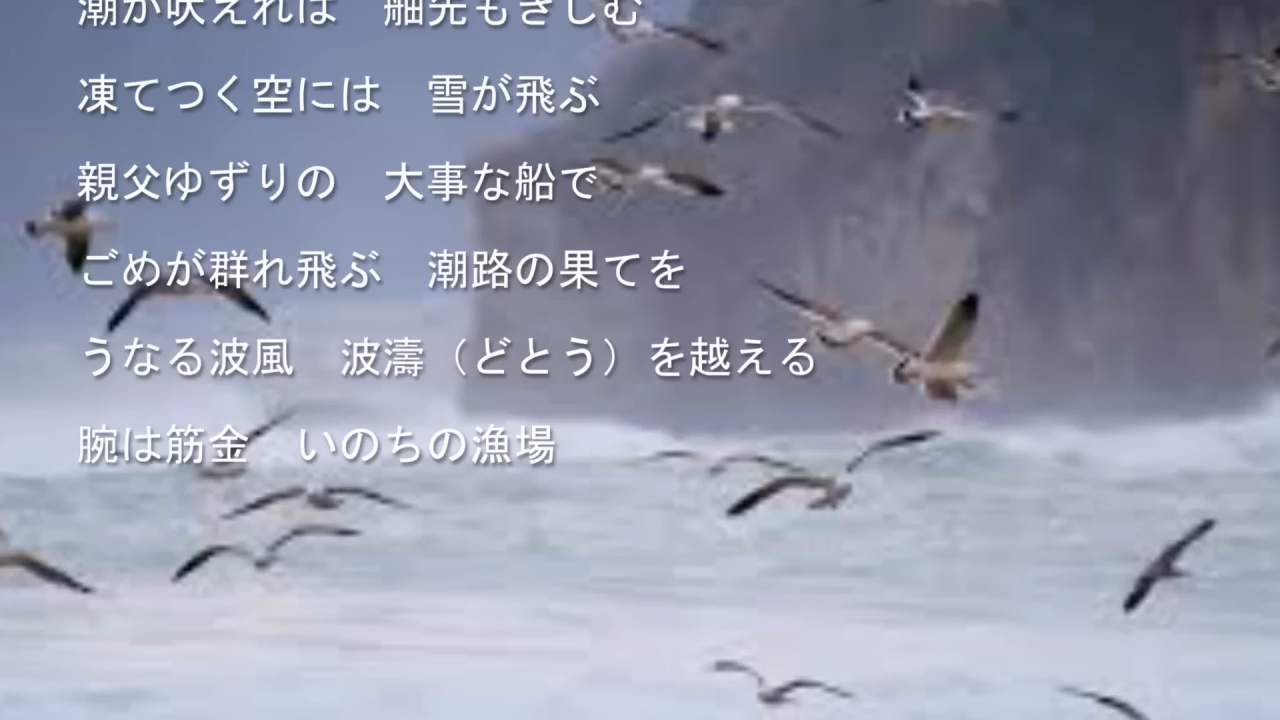 潮が吠えれば　舳先もきしむ
凍てつく空には　雪が飛ぶ
親父ゆずりの　大事な船で
ごめが群れ飛ぶ　潮路の果てを
うなる波風　波濤（どとう）を越える
腕は筋金　いのちの漁場